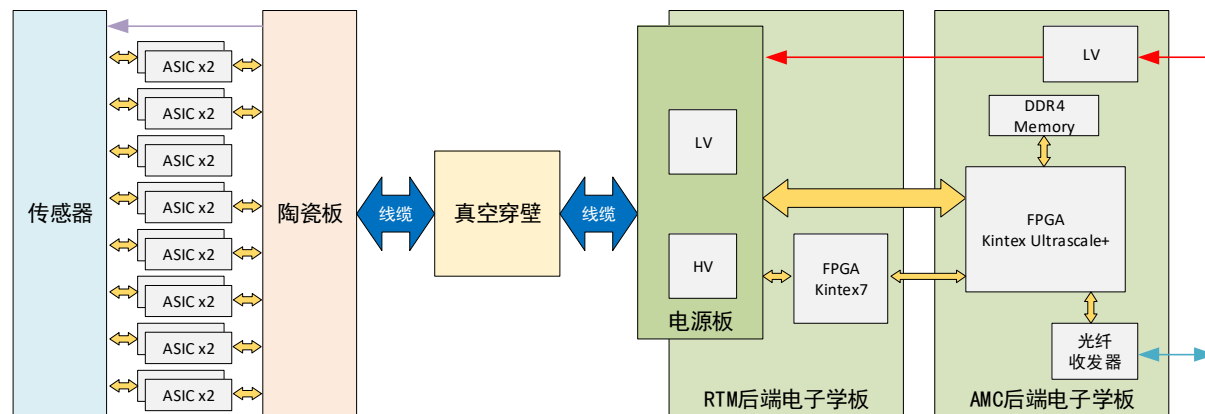 传感器
ASIC x2
ASIC x2
ASIC x2
ASIC x2
ASIC x2
ASIC x2
ASIC x2
ASIC x2
陶瓷板
线缆
真空穿壁
线缆
LV
HV
电源板
FPGA
Kintex7
RTM后端电子学板
LV
DDR4
Memory
FPGA
Kintex Ultrascale+
光纤
收发器
AMC后端电子学板